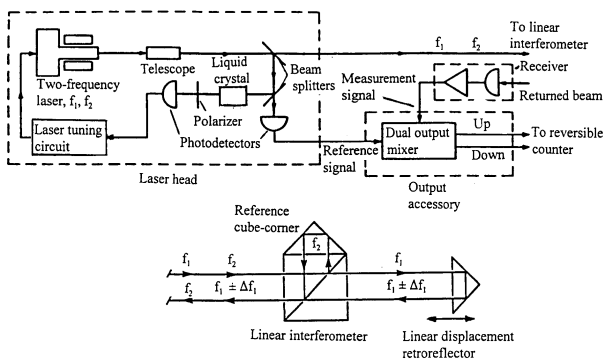 f₁ f₂
To linear
interferometer
Two-frequency
laser, f₁, f₂
Telescope
Liquid
crystal
Beam
splitters
Polarizer
Photodetectors
Laser tuning
circuit
Laser head
Receiver
Returned beam
Measurement
signal
Reference
signal
Dual output
mixer
Up
Down
To reversible
counter
Output
accessory
Reference
cube-corner
f₂
f₁ f₂ f₁
f₂ f₁ ± Δf₁ f₁ ± Δf₁
Linear interferometer
Linear displacement
retroreflector